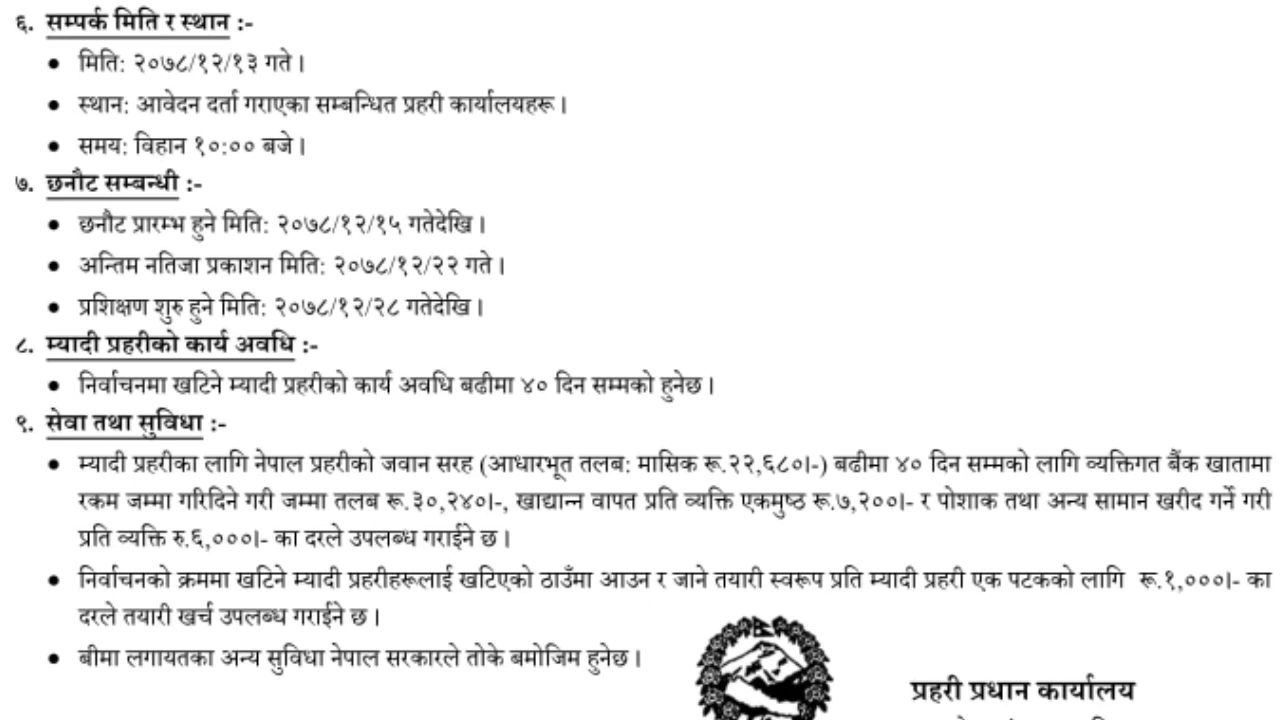 ६. सम्पर्क मिति र स्थान :-
● मिति: २०७८/१२/१३ गते ।
● स्थान: आवेदन दर्ता गराएका सम्बन्धित प्रहरी कार्यालयहरू ।
● समय: विहान १०:०० बजे ।
७. छनौट सम्बन्धी :-
● छनौट प्रारम्भ हुने मिति: २०७८/१२/१५ गतेदेखि ।
● अन्तिम नतिजा प्रकाशन मिति: २०७८/१२/२२ गते ।
● प्रशिक्षण शुरु हुने मिति: २०७८/१२/२८ गतेदेखि ।
८. म्यादी प्रहरीको कार्य अवधि :-
● निर्वाचनमा खटिने म्यादी प्रहरीको कार्य अवधि बढीमा ४० दिन सम्मको हुनेछ ।
९. सेवा तथा सुविधा :-
● म्यादी प्रहरीका लागि नेपाल प्रहरीको जवान सरह (आधारभूत तलब: मासिक रू.२२,६८०।-) बढीमा ४० दिन सम्मको लागि व्यक्तिगत बैंक खातामा
रकम जम्मा गरिदिने गरी जम्मा तलब रू.३०,२४०।-, खाद्यान्न वापत प्रति व्यक्ति एकमुष्ठ रू.७,२००।- र पोशाक तथा अन्य सामान खरीद गर्ने गरी
प्रति व्यक्ति रु.६,०००।- का दरले उपलब्ध गराईने छ ।
● निर्वाचनको क्रममा खटिने म्यादी प्रहरीहरूलाई खटिएको ठाउँमा आउन र जाने तयारी स्वरूप प्रति म्यादी प्रहरी एक पटकको लागि रू.१,०००।- का
दरले तयारी खर्च उपलब्ध गराईने छ ।
● बीमा लगायतका अन्य सुविधा नेपाल सरकारले तोके बमोजिम हुनेछ ।
प्रहरी प्रधान कार्यालय